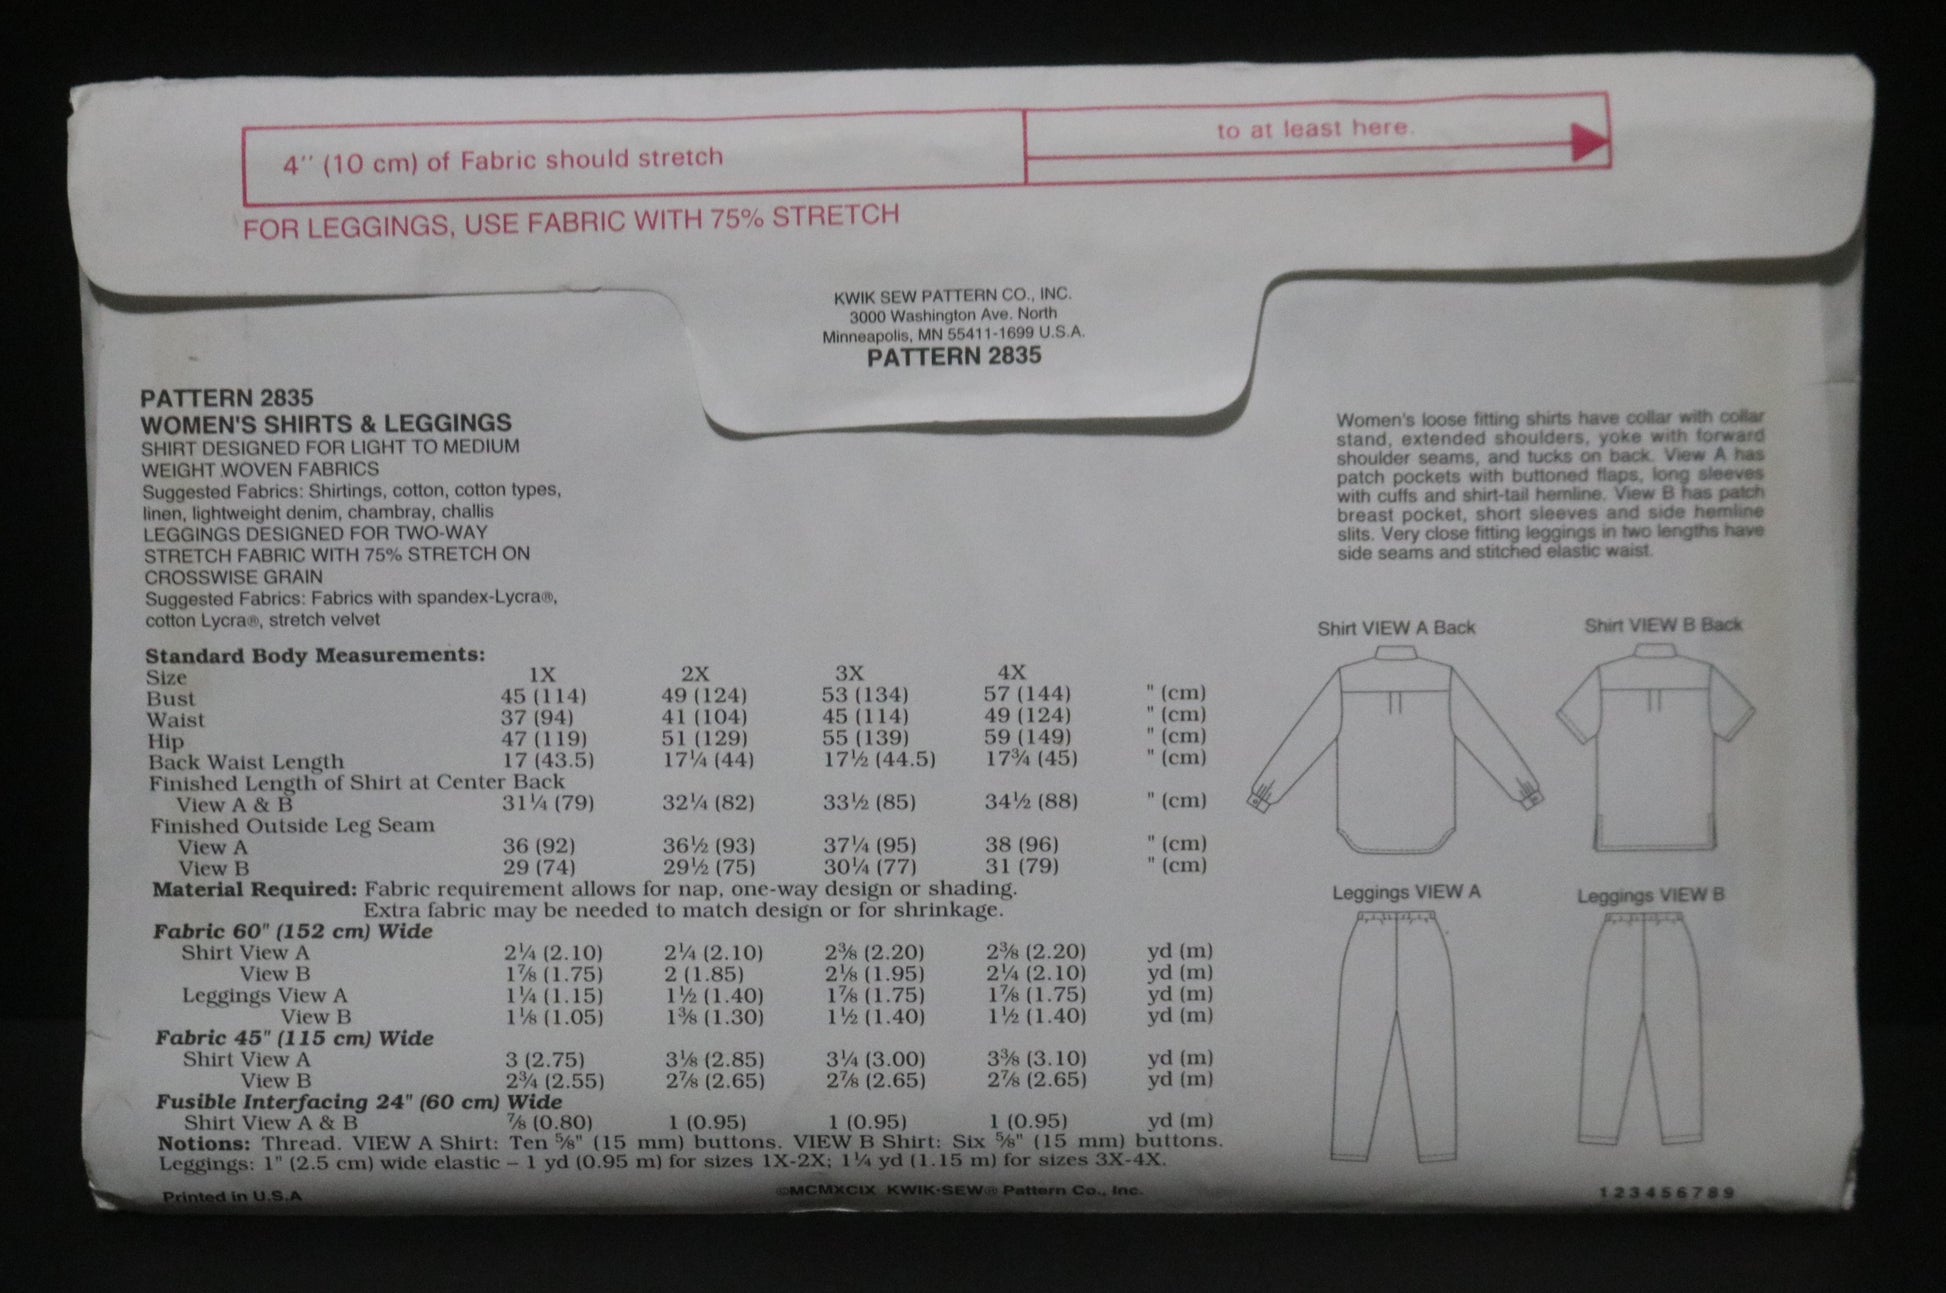 4'' (10 cm) of Fabric should stretch
to at least here.
FOR LEGGINGS, USE FABRIC WITH 75% STRETCH
KWIK SEW PATTERN CO., INC.
3000 Washington Ave. North
Minneapolis, MN 55411-1699 U.S.A.
PATTERN 2835
PATTERN 2835
WOMEN'S SHIRTS & LEGGINGS
SHIRT DESIGNED FOR LIGHT TO MEDIUM
WEIGHT WOVEN FABRICS
Suggested Fabrics: Shirtings, cotton, cotton types,
linen, lightweight denim, chambray, challis
LEGGINGS DESIGNED FOR TWO-WAY
STRETCH FABRIC WITH 75% STRETCH ON
CROSSWISE GRAIN
Suggested Fabrics: Fabrics with spandex-Lycra®,
cotton Lycra®, stretch velvet
Women's loose fitting shirts have collar with collar
stand, extended shoulders, yoke with forward
shoulder seams, and tucks on back. View A has
patch pockets with buttoned flaps, long sleeves
with cuffs and shirt-tail hemline. View B has patch
breast pocket, short sleeves and side hemline
slits. Very close fitting leggings in two lengths have
side seams and stitched elastic waist.
Standard Body Measurements:
Size 1X 2X 3X 4X
Bust 45 (114) 49 (124) 53 (134) 57 (144) " (cm)
Waist 37 (94) 41 (104) 45 (114) 49 (124) " (cm)
Hip 47 (119) 51 (129) 55 (139) 59 (149) " (cm)
Back Waist Length 17 (43.5) 17¼ (44) 17½ (44.5) 17¾ (45) " (cm)
Finished Length of Shirt at Center Back
View A & B 31¼ (79) 32¼ (82) 33½ (85) 34½ (88) " (cm)
Finished Outside Leg Seam
View A 36 (92) 36½ (93) 37¼ (95) 38 (96) " (cm)
View B 29 (74) 29½ (75) 30¼ (77) 31 (79) " (cm)
Material Required: Fabric requirement allows for nap, one-way design or shading.
Extra fabric may be needed to match design or for shrinkage.
Fabric 60" (152 cm) Wide
Shirt View A 2¼ (2.10) 2¼ (2.10) 2⅜ (2.20) 2⅜ (2.20) yd (m)
View B 1⅞ (1.75) 2 (1.85) 2⅛ (1.95) 2¼ (2.10) yd (m)
Leggings View A 1¼ (1.15) 1½ (1.40) 1⅞ (1.75) 1⅞ (1.75) yd (m)
View B 1⅛ (1.05) 1⅜ (1.30) 1½ (1.40) 1½ (1.40) yd (m)
Fabric 45" (115 cm) Wide
Shirt View A 3 (2.75) 3⅛ (2.85) 3¼ (3.00) 3⅜ (3.10) yd (m)
View B 2¾ (2.55) 2⅞ (2.65) 2⅞ (2.65) 2⅞ (2.65) yd (m)
Fusible Interfacing 24" (60 cm) Wide
Shirt View A & B ⅞ (0.80) 1 (0.95) 1 (0.95) 1 (0.95) yd (m)
Notions: Thread. VIEW A Shirt: Ten ⅝" (15 mm) buttons. VIEW B Shirt: Six ⅝" (15 mm) buttons.
Leggings: 1" (2.5 cm) wide elastic – 1 yd (0.95 m) for sizes 1X-2X; 1¼ yd (1.15 m) for sizes 3X-4X.
Shirt VIEW A Back
Shirt VIEW B Back
Leggings VIEW A
Leggings VIEW B
Printed in U.S.A
©MCMXCIX KWIK•SEW® Pattern Co., Inc.
1 2 3 4 5 6 7 8 9